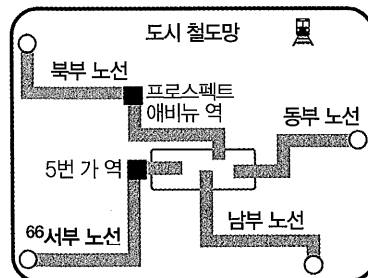 도시 철도망
북부 노선
프로스펙트
애비뉴 역
동부 노선
5번 가 역
66서부 노선
남부 노선